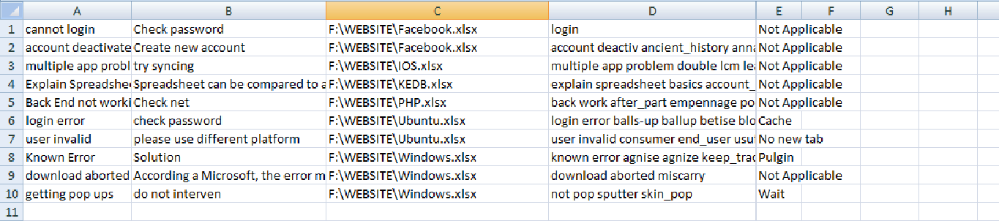 A B C D E F G H
1 cannot login Check password F:\WEBSITE\Facebook.xlsx login Not Applicable
2 account deactivate Create new account F:\WEBSITE\Facebook.xlsx account deactiv ancient_history anna Not Applicable
3 multiple app probl try syncing F:\WEBSITE\IOS.xlsx multiple app problem double lcm lea Not Applicable
4 Explain Spreadshe Spreadsheet can be compared to a F:\WEBSITE\KEDB.xlsx explain spreadsheet basics account_ Not Applicable
5 Back End not worki Check net F:\WEBSITE\PHP.xlsx back work after_part empennage po Not Applicable
6 login error check password F:\WEBSITE\Ubuntu.xlsx login error balls-up ballup betise blo Cache
7 user invalid please use different platform F:\WEBSITE\Ubuntu.xlsx user invalid consumer end_user usu No new tab
8 Known Error Solution F:\WEBSITE\Windows.xlsx known error agnise agnize keep_trac Pulgin
9 download aborted According a Microsoft, the error m F:\WEBSITE\Windows.xlsx download aborted miscarry Not Applicable
10 getting pop ups do not interven F:\WEBSITE\Windows.xlsx not pop sputter skin_pop Wait
11